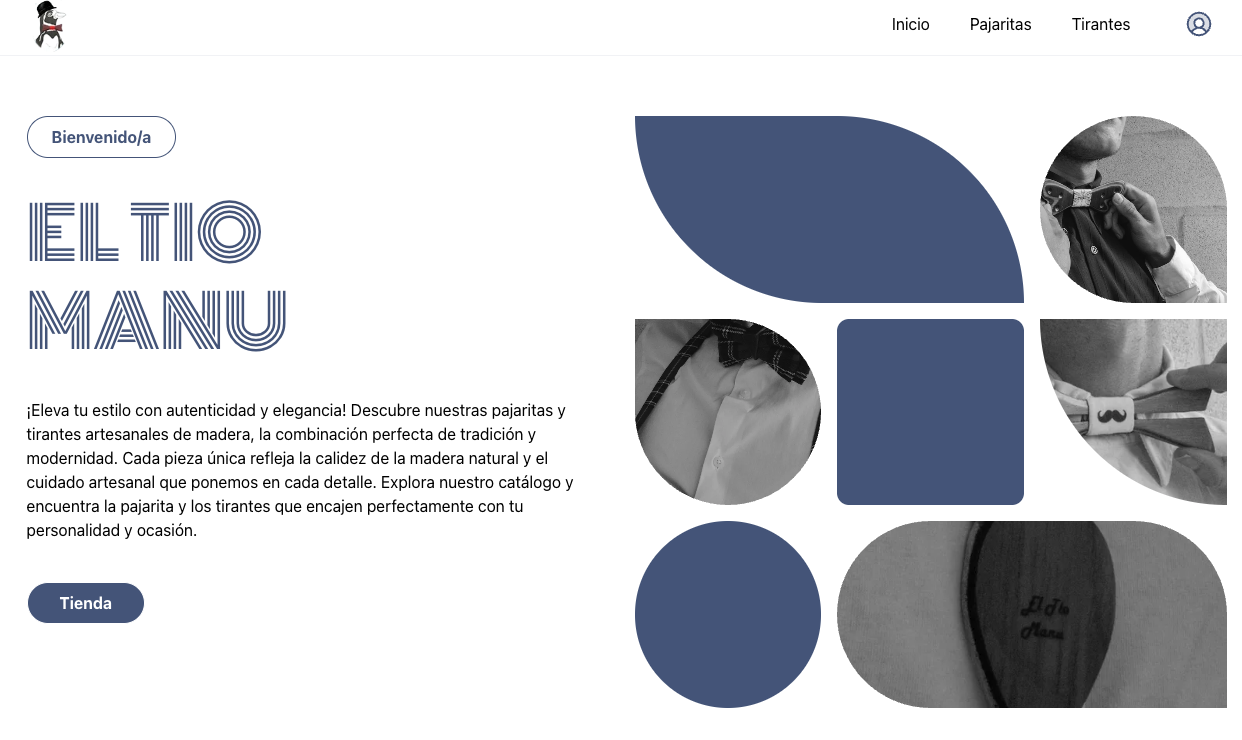 Inicio Pajaritas Tirantes
Bienvenido/a
EL TIO
MANU
¡Eleva tu estilo con autenticidad y elegancia! Descubre nuestras pajaritas y
tirantes artesanales de madera, la combinación perfecta de tradición y
modernidad. Cada pieza única refleja la calidez de la madera natural y el
cuidado artesanal que ponemos en cada detalle. Explora nuestro catálogo y
encuentra la pajarita y los tirantes que encajen perfectamente con tu
personalidad y ocasión.
Tienda
El Tio
Manu